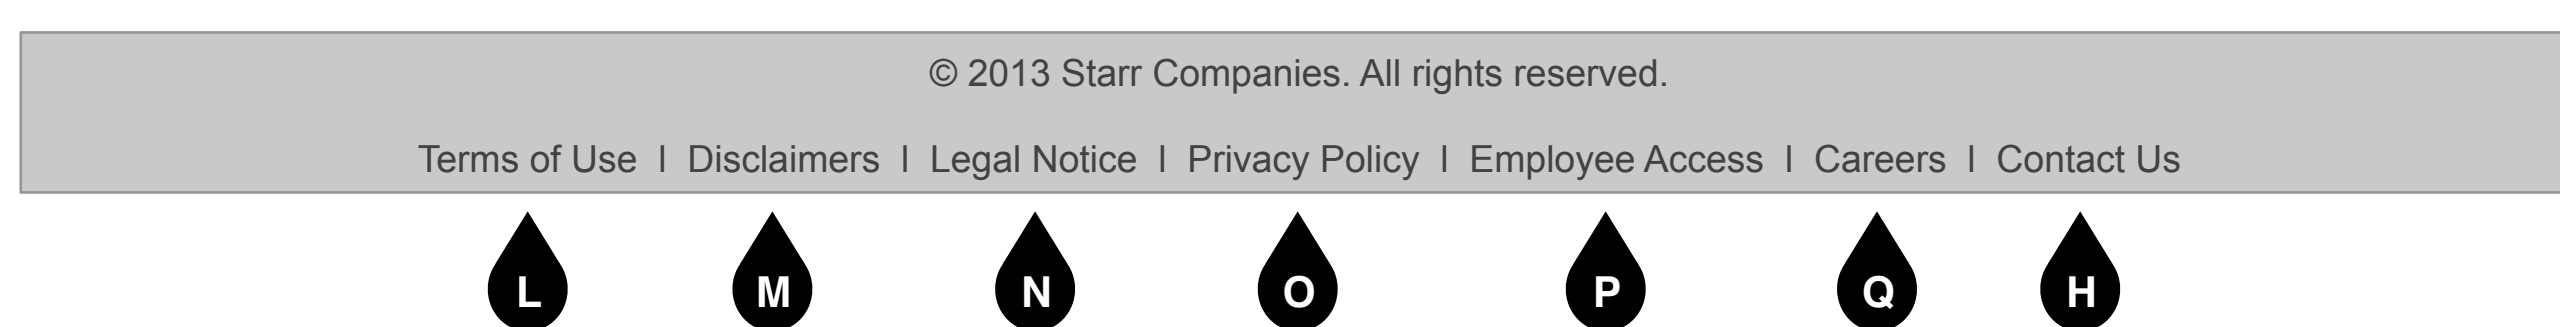 © 2013 Starr Companies. All rights reserved.
Terms of Use I Disclaimers I Legal Notice I Privacy Policy I Employee Access I Careers I Contact Us
L M N O P Q H